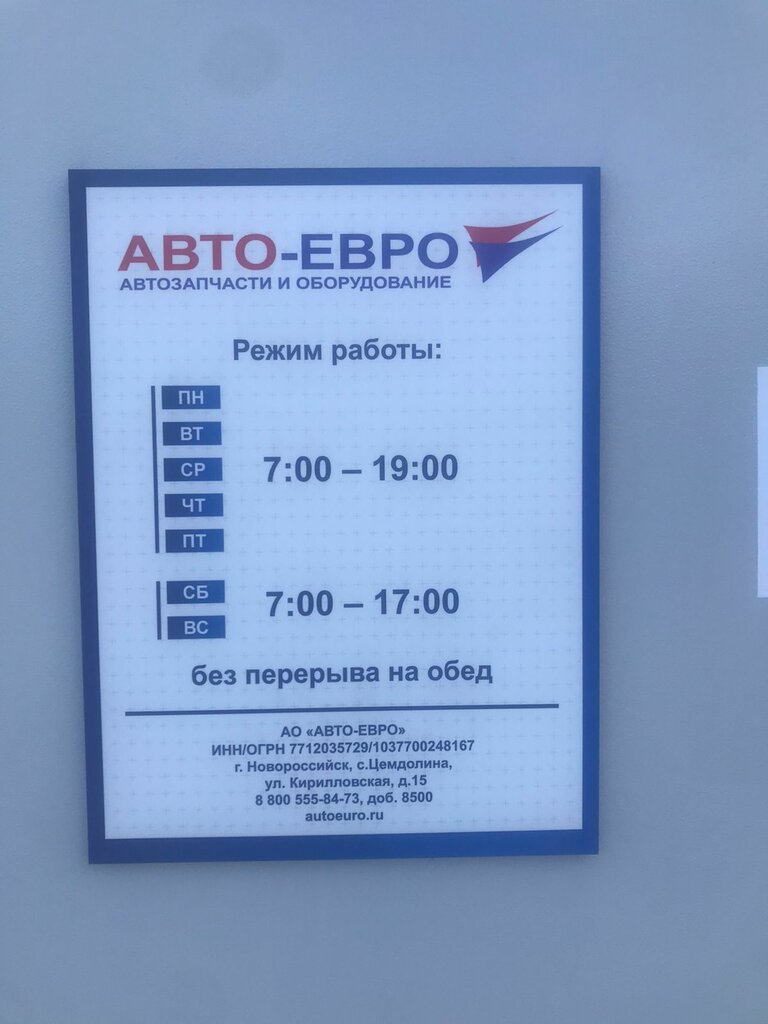 АВТО-ЕВРО
АВТОЗАПЧАСТИ И ОБОРУДОВАНИЕ
Режим работы:
ПН
ВТ
СР
ЧТ
ПТ
7:00 – 19:00
СБ
ВС
7:00 – 17:00
без перерыва на обед
АО «АВТО-ЕВРО»
ИНН/ОГРН 7712035729/1037700248167
г. Новороссийск, с.Цемдолина,
ул. Кирилловская, д.15
8 800 555-84-73, доб. 8500
autoeuro.ru